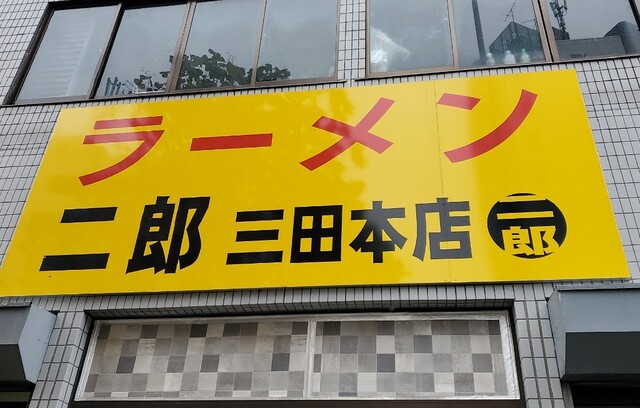 ラーメン
二郎 三田本店 二郎